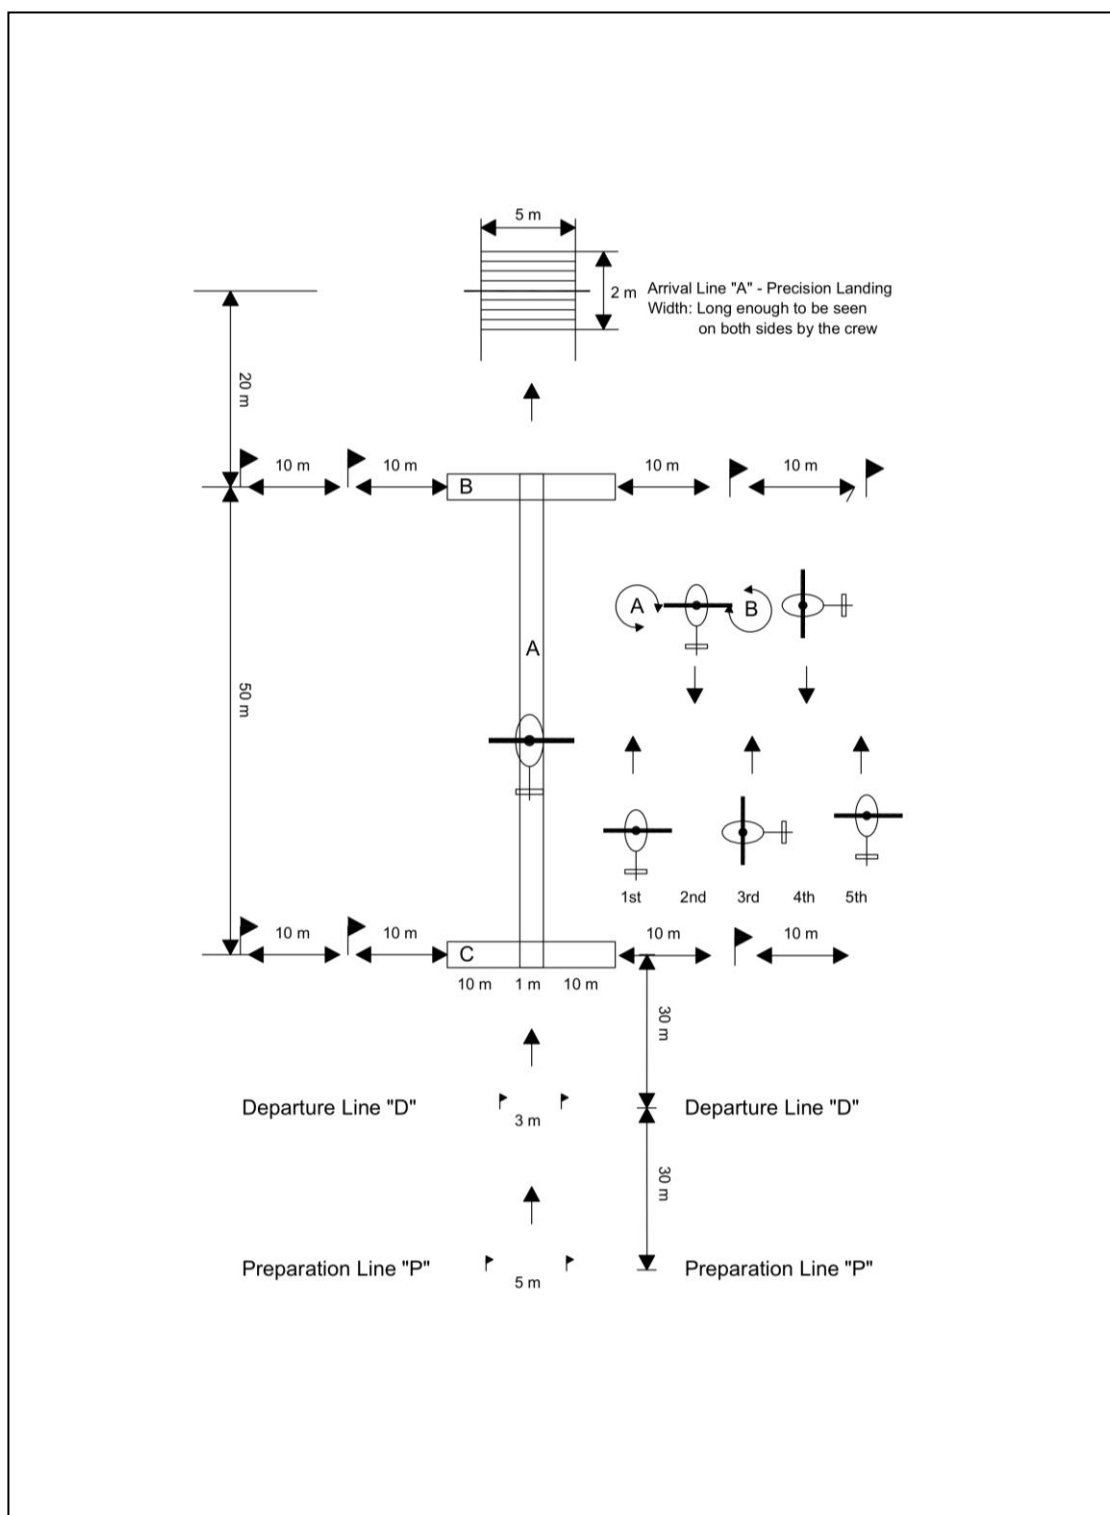 5 m
2 m
Arrival Line "A" - Precision Landing
Width: Long enough to be seen
on both sides by the crew
20 m
10 m
10 m
10 m
10 m
B
A
B
A
50 m
1st
2nd
3rd
4th
5th
10 m
10 m
10 m
10 m
C
10 m
1 m
10 m
30 m
Departure Line "D"
3 m
Departure Line "D"
30 m
Preparation Line "P"
5 m
Preparation Line "P"